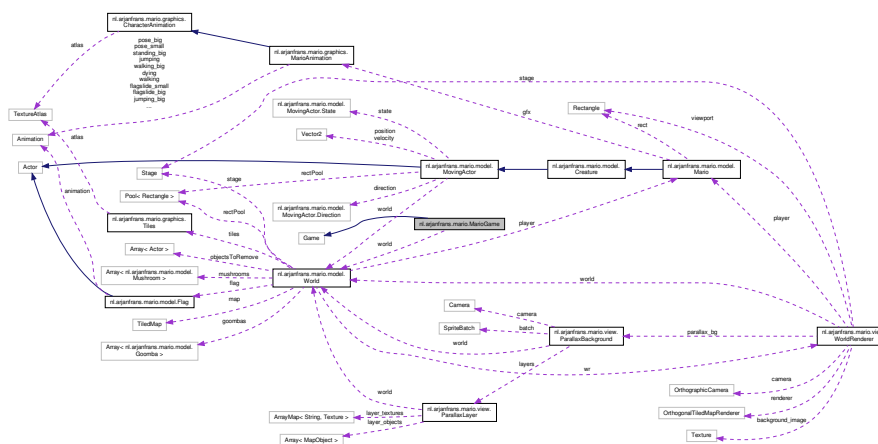 nl.arjanfrans.mario.graphics.
CharacterAnimation
atlas
pose_big
pose_small
standing_big
jumping
walking_big
dying
walking
flagslide_small
flagslide_big
jumping_big
...
nl.arjanfrans.mario.graphics.
MarioAnimation
stage
TextureAtlas
nl.arjanfrans.mario.model.
MovingActor.State
state
gfx
Rectangle
viewport
rect
Animation
atlas
Vector2
position
velocity
Actor
Stage
stage
nl.arjanfrans.mario.model.
MovingActor
nl.arjanfrans.mario.model.
Creature
nl.arjanfrans.mario.model.
Mario
rectPool
animation
Pool< Rectangle >
direction
nl.arjanfrans.mario.model.
MovingActor.Direction
rectPool
world
player
player
nl.arjanfrans.mario.graphics.
Tiles
tiles
Game
nl.arjanfrans.mario.MarioGame
world
Array< Actor >
objectsToRemove
Array< nl.arjanfrans.mario.model.
Mushroom >
mushrooms
nl.arjanfrans.mario.model.
World
world
flag
nl.arjanfrans.mario.model.Flag
map
Camera
camera
TiledMap
SpriteBatch
batch
nl.arjanfrans.mario.view.
ParallaxBackground
parallax_bg
nl.arjanfrans.mario.vi
WorldRenderer
goombas
world
Array< nl.arjanfrans.mario.model.
Goomba >
layers
wr
world
OrthographicCamera
camera
renderer
nl.arjanfrans.mario.view.
ParallaxLayer
ArrayMap< String, Texture >
layer_textures
layer_objects
OrthogonalTiledMapRenderer
background_image
Texture
Array< MapObject >